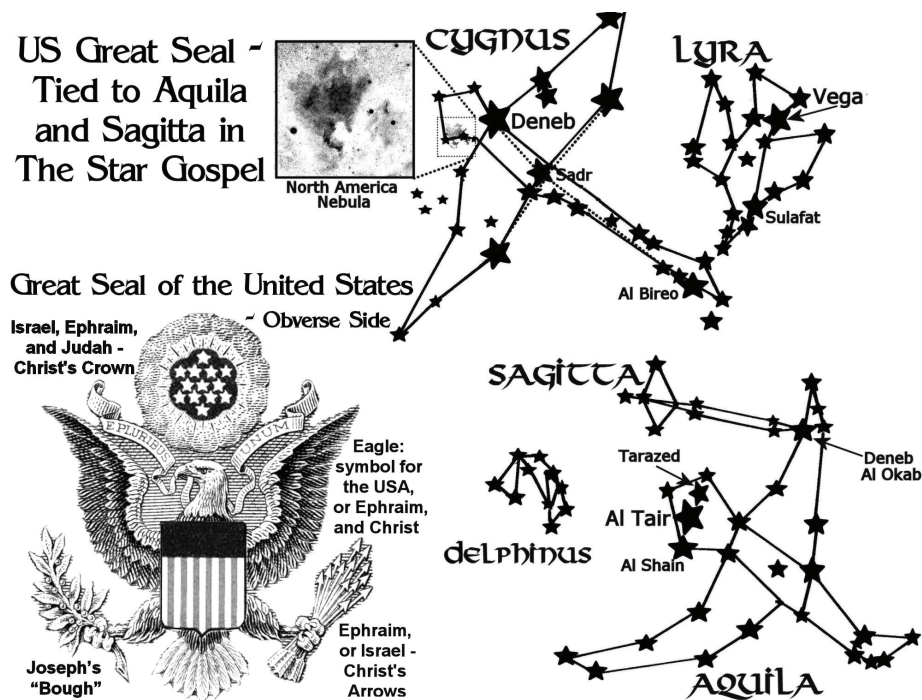 US Great Seal ~
Tied to Aquila
and Sagitta in
The Star Gospel
North America
Nebula
CYGNUS
Deneb
Sadr
Al Bireo
LYRA
Vega
Sulafat
Great Seal of the United States
~ Obverse Side
Israel, Ephraim,
and Judah -
Christ's Crown
E PLURIBUS
UNUM
Eagle:
symbol for
the USA,
or Ephraim,
and Christ
Joseph's
"Bough"
Ephraim,
or Israel -
Christ's
Arrows
SAGITTA
Deneb
Al Okab
Tarazed
Al Tair
Al Shain
DELPHINUS
AQUILA